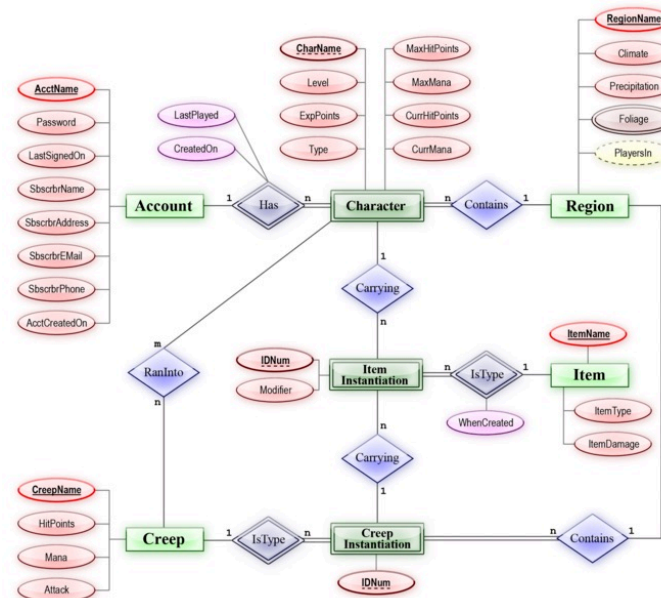 CharName
MaxHitPoints
RegionName
Level
MaxMana
Climate
AcctName
LastPlayed
ExpPoints
CurrHitPoints
Precipitation
Password
CreatedOn
Type
CurrMana
Foliage
LastSignedOn
PlayersIn
SbscrbrName
Account
1
Has
n
Character
n
Contains
1
Region
SbscrbrAddress
SbscrbrEMail
SbscrbrPhone
AcctCreatedOn
1
Carrying
n
m
RanInto
n
IDNum
Modifier
Item
Instantiation
n
IsType
1
Item
ItemName
WhenCreated
ItemType
ItemDamage
n
Carrying
1
CreepName
HitPoints
Mana
Attack
Creep
1
IsType
n
Creep
Instantiation
n
Contains
1
IDNum